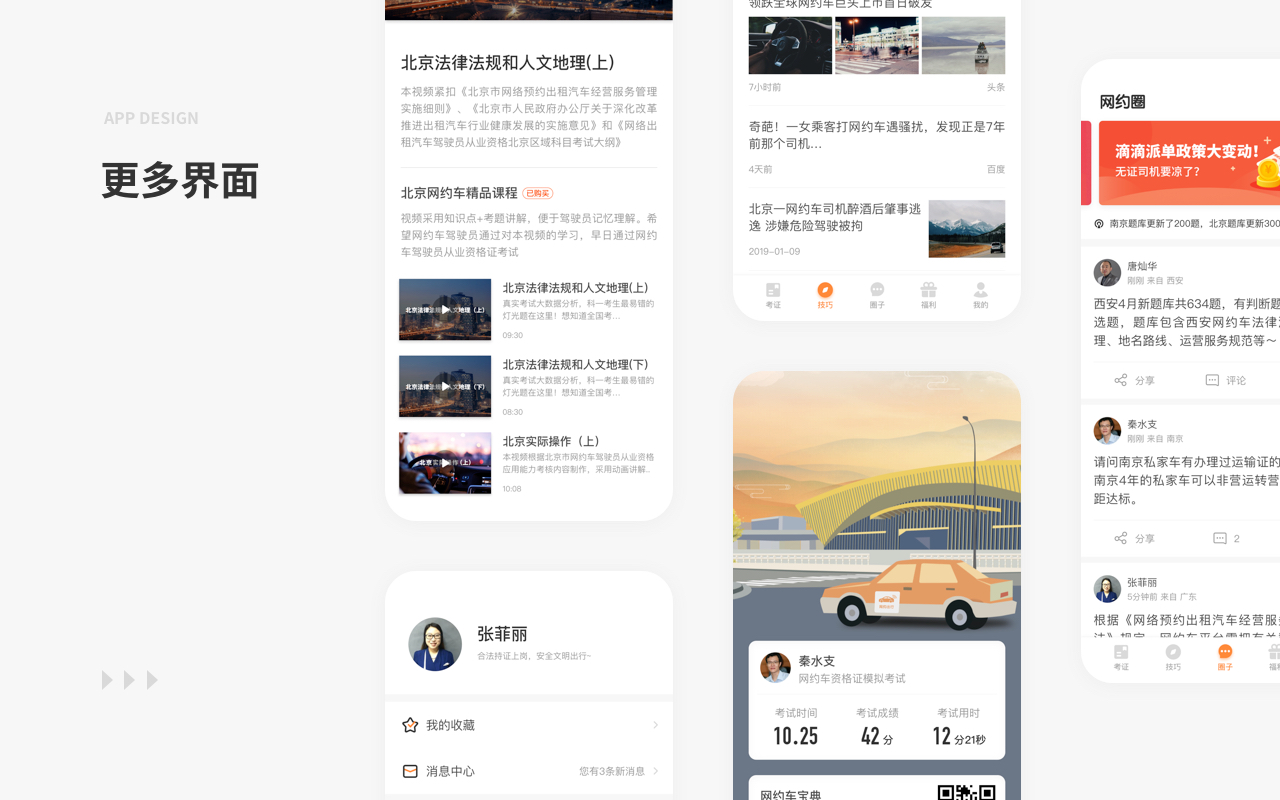 APP DESIGN
更多界面
北京法律法规和人文地理(上)
本视频紧扣《北京市网络预约出租汽车经营服务管理
实施细则》、《北京市人民政府办公厅关于深化改革
推进出租汽车行业健康发展的实施意见》和《网络出
租汽车驾驶员从业资格北京区域科目考试大纲》
北京网约车精品课程 已购买
视频采用知识点+考题讲解，便于驾驶员记忆理解。希
望网约车驾驶员通过对本视频的学习，早日通过网约
车驾驶员从业资格证考试
北京法律法规和人文地理（上）
北京法律法规和人文地理(上)
真实考试大数据分析，科一考生最易错的
灯光题在这里！想知道全国考...
09:30
北京法律法规和人文地理（下）
北京法律法规和人文地理(下)
真实考试大数据分析，科一考生最易错的
灯光题在这里！想知道全国考...
08:30
北京实际操作（上）
北京实际操作（上）
本视频根据北京市网约车驾驶员从业资格
应用能力考核内容制作，采用动画讲解..
10:08
张菲丽
合法持证上岗，安全文明出行~
我的收藏
消息中心
您有3条新消息
领跌全球网约车巨头上市首日破发
7小时前
头条
奇葩！一女乘客打网约车遇骚扰，发现正是7年
前那个司机...
4天前
百度
北京一网约车司机醉酒后肇事逃
逸 涉嫌危险驾驶被拘
2019-01-09
考证
技巧
圈子
福利
我的
秦水支
网约车资格证模拟考试
考试时间
考试成绩
考试用时
10.25
42 分
12 分21秒
网约车宝典
网约圈
滴滴派单政策大变动！
无证司机要凉了？
南京题库更新了200题，北京题库更新300
唐灿华
刚刚 来自 西安
西安4月新题库共634题，有判断题
选题，题库包含西安网约车法律法
理、地名路线、运营服务规范等～
分享
评论
秦水支
刚刚 来自 南京
请问南京私家车有办理过运输证的
南京4年的私家车可以非营运转营
距达标。
分享
2
张菲丽
5分钟前 来自 广东
根据《网络预约出租汽车经营服
法》规定，网约车平台需把有关
考证
技巧
圈子
福利